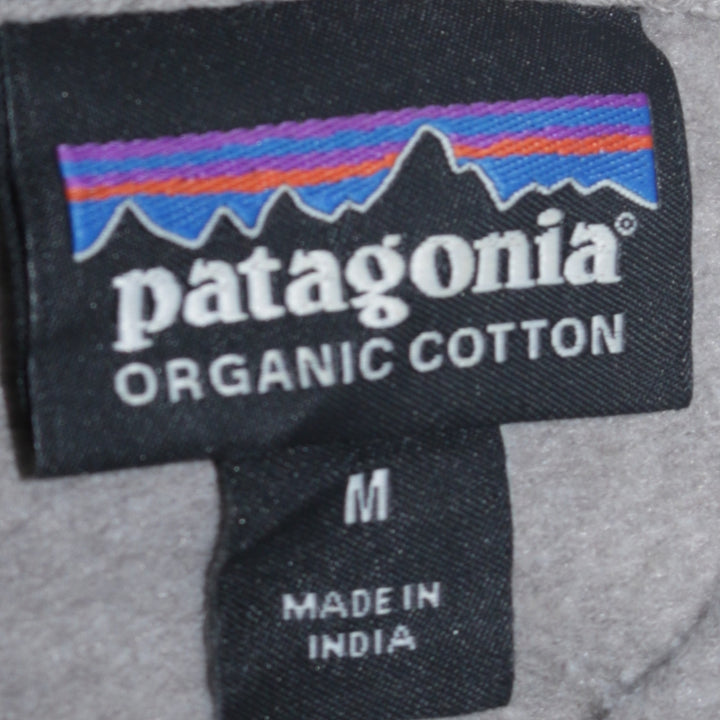 patagonia®
ORGANIC COTTON
M
MADE IN
INDIA